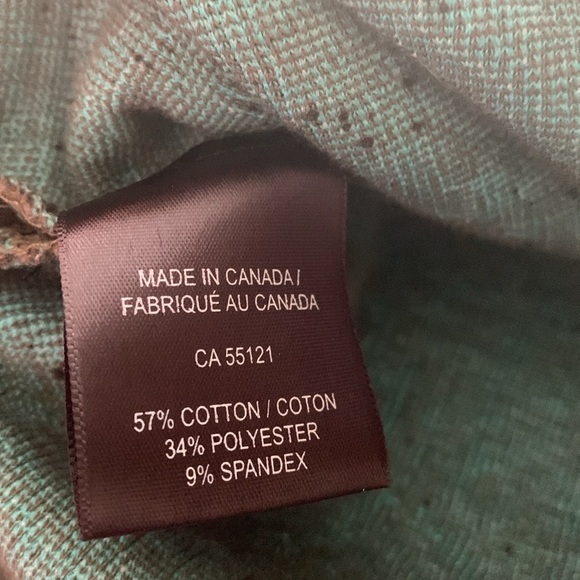 MADE IN CANADA /
FABRIQUÉ AU CANADA
CA 55121
57% COTTON / COTON
34% POLYESTER
9% SPANDEX